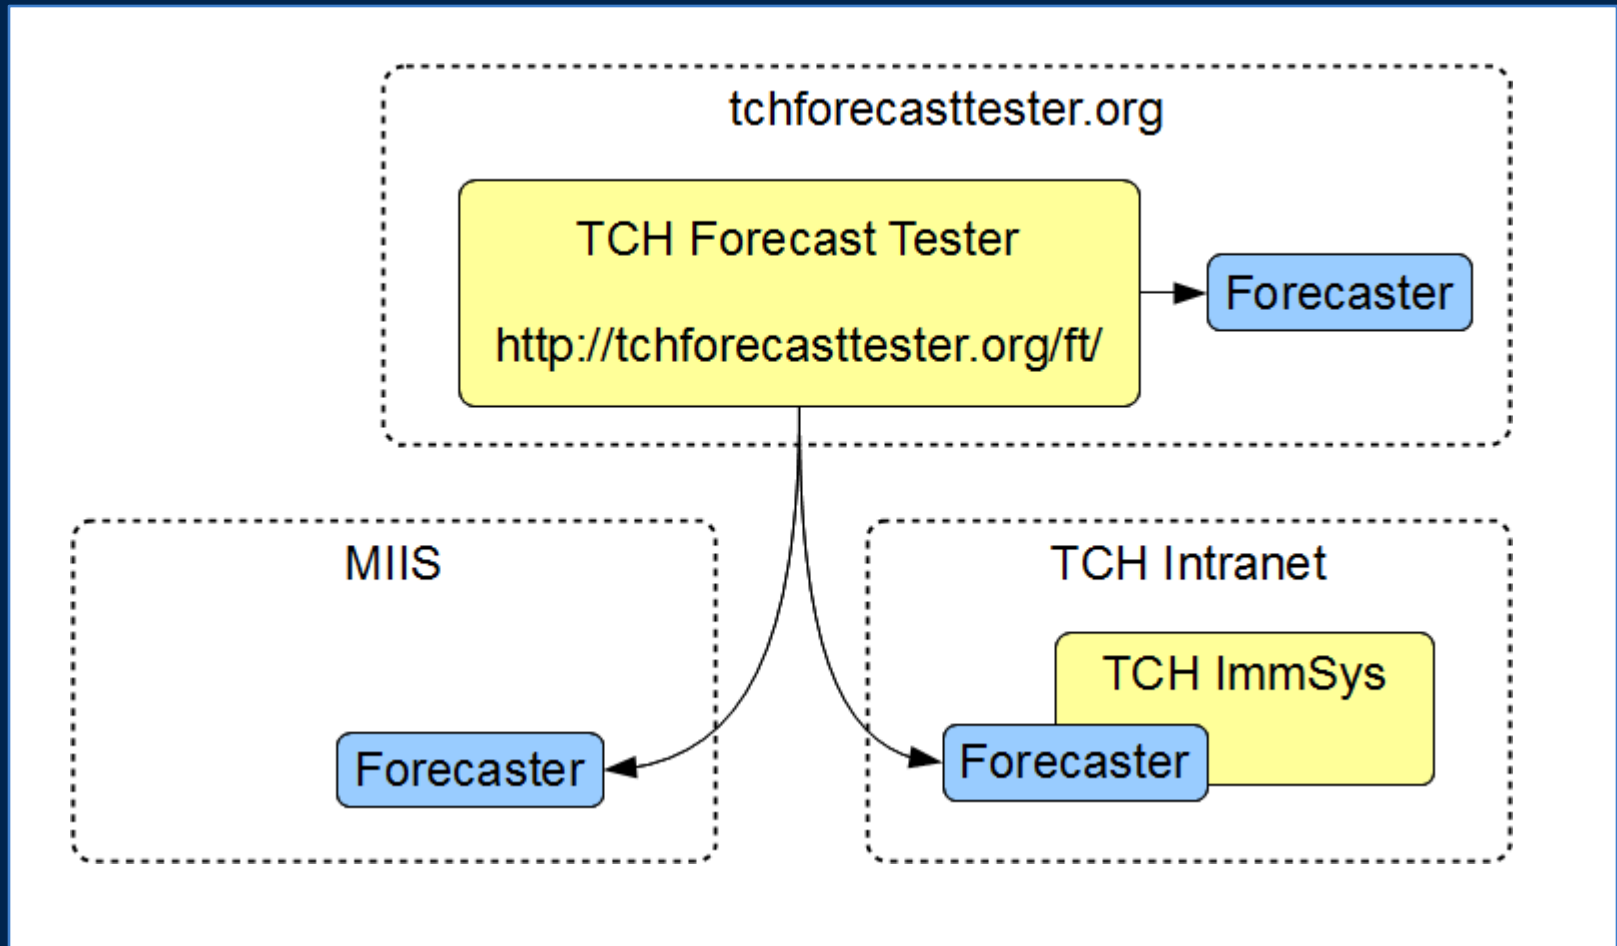 tchforecasttester.org
TCH Forecast Tester
http://tchforecasttester.org/ft/
Forecaster
MIIS
Forecaster
TCH Intranet
TCH ImmSys
Forecaster